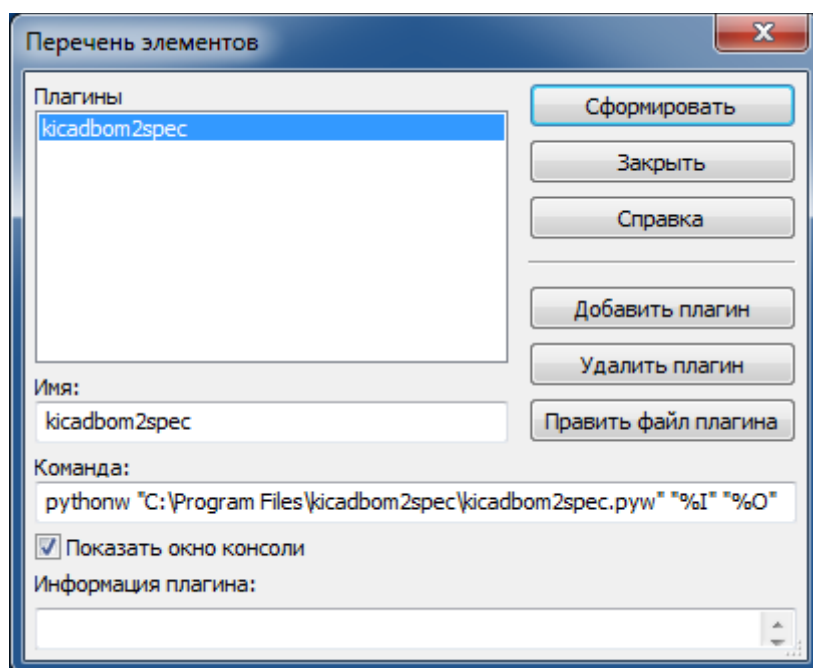 Перечень элементов
Плагины
kicadbom2spec
Сформировать
Закрыть
Справка
Добавить плагин
Удалить плагин
Править файл плагина
Имя:
kicadbom2spec
Команда:
pythonw "C:\Program Files\kicadbom2spec\kicadbom2spec.pyw" "%I" "%O"
Показать окно консоли
Информация плагина: